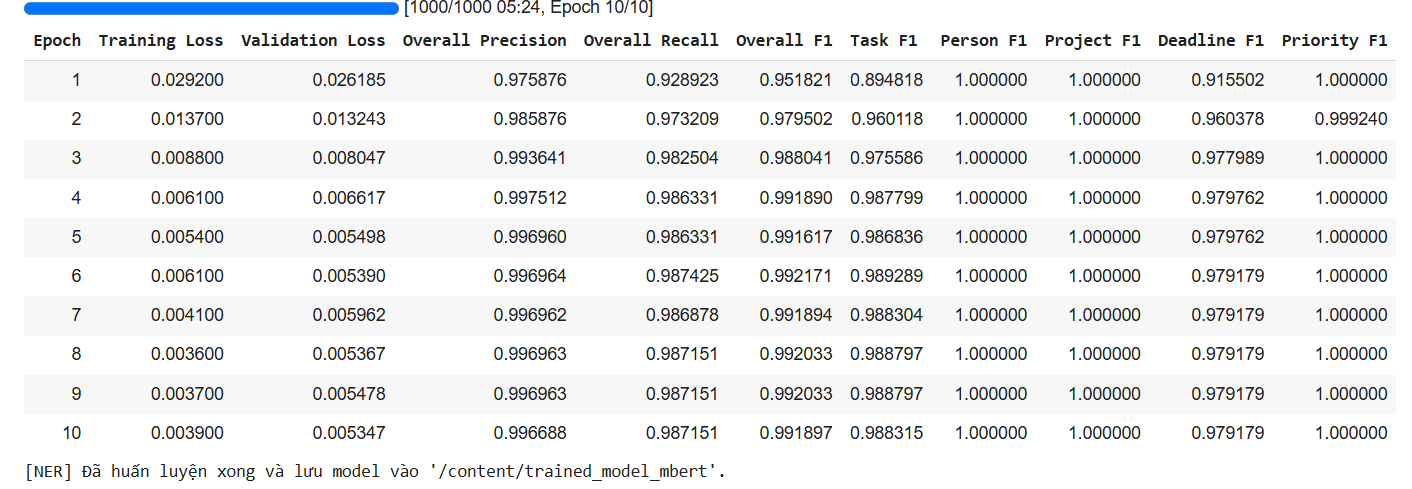 [1000/1000 05:24, Epoch 10/10]
Epoch Training Loss Validation Loss Overall Precision Overall Recall Overall F1 Task F1 Person F1 Project F1 Deadline F1 Priority F1
1 0.029200 0.026185 0.975876 0.928923 0.951821 0.894818 1.000000 1.000000 0.915502 1.000000
2 0.013700 0.013243 0.985876 0.973209 0.979502 0.960118 1.000000 1.000000 0.960378 0.999240
3 0.008800 0.008047 0.993641 0.982504 0.988041 0.975586 1.000000 1.000000 0.977989 1.000000
4 0.006100 0.006617 0.997512 0.986331 0.991890 0.987799 1.000000 1.000000 0.979762 1.000000
5 0.005400 0.005498 0.996960 0.986331 0.991617 0.986836 1.000000 1.000000 0.979762 1.000000
6 0.006100 0.005390 0.996964 0.987425 0.992171 0.989289 1.000000 1.000000 0.979179 1.000000
7 0.004100 0.005962 0.996962 0.986878 0.991894 0.988304 1.000000 1.000000 0.979179 1.000000
8 0.003600 0.005367 0.996963 0.987151 0.992033 0.988797 1.000000 1.000000 0.979179 1.000000
9 0.003700 0.005478 0.996963 0.987151 0.992033 0.988797 1.000000 1.000000 0.979179 1.000000
10 0.003900 0.005347 0.996688 0.987151 0.991897 0.988315 1.000000 1.000000 0.979179 1.000000
[NER] Đã huấn luyện xong và lưu model vào '/content/trained_model_mbert'.